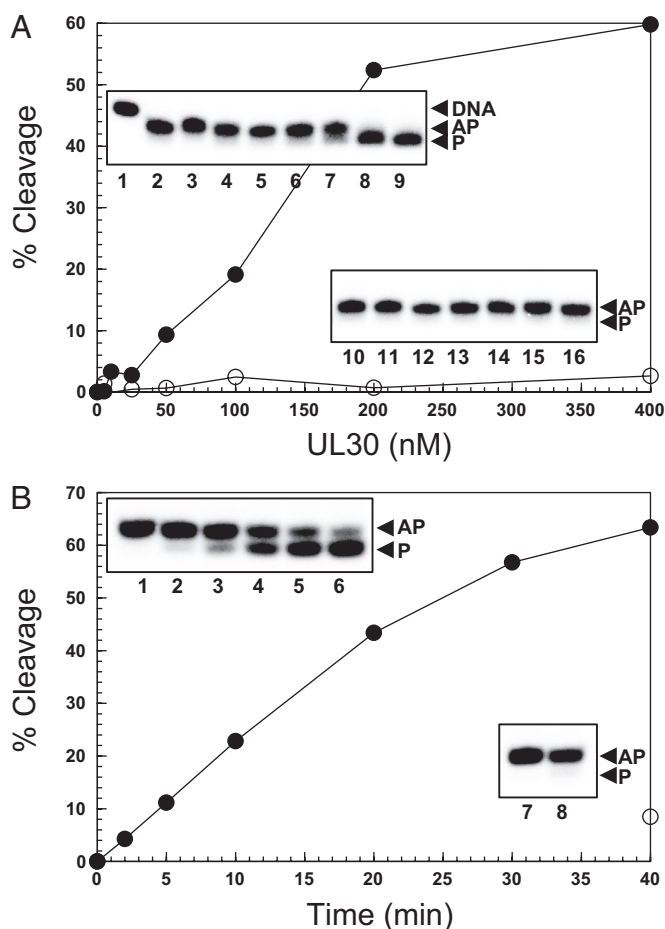 A
% Cleavage
60
50
40
30
20
10
0
DNA
AP
P
1 2 3 4 5 6 7 8 9
AP
P
10 11 12 13 14 15 16
0 50 100 150 200 250 300 350 400
UL30 (nM)
B
% Cleavage
70
60
50
40
30
20
10
0
AP
P
1 2 3 4 5 6
AP
P
7 8
0 5 10 15 20 25 30 35 40
Time (min)